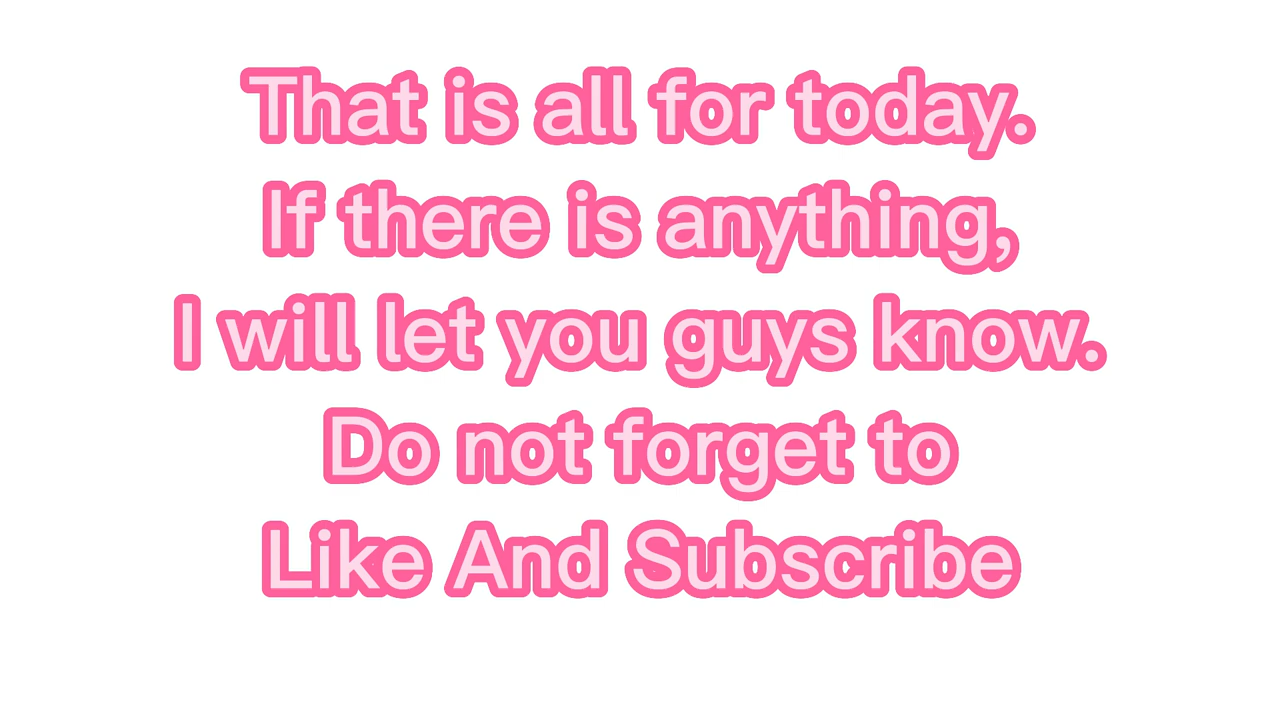 That is all for today.
If there is anything,
I will let you guys know.
Do not forget to
Like And Subscribe